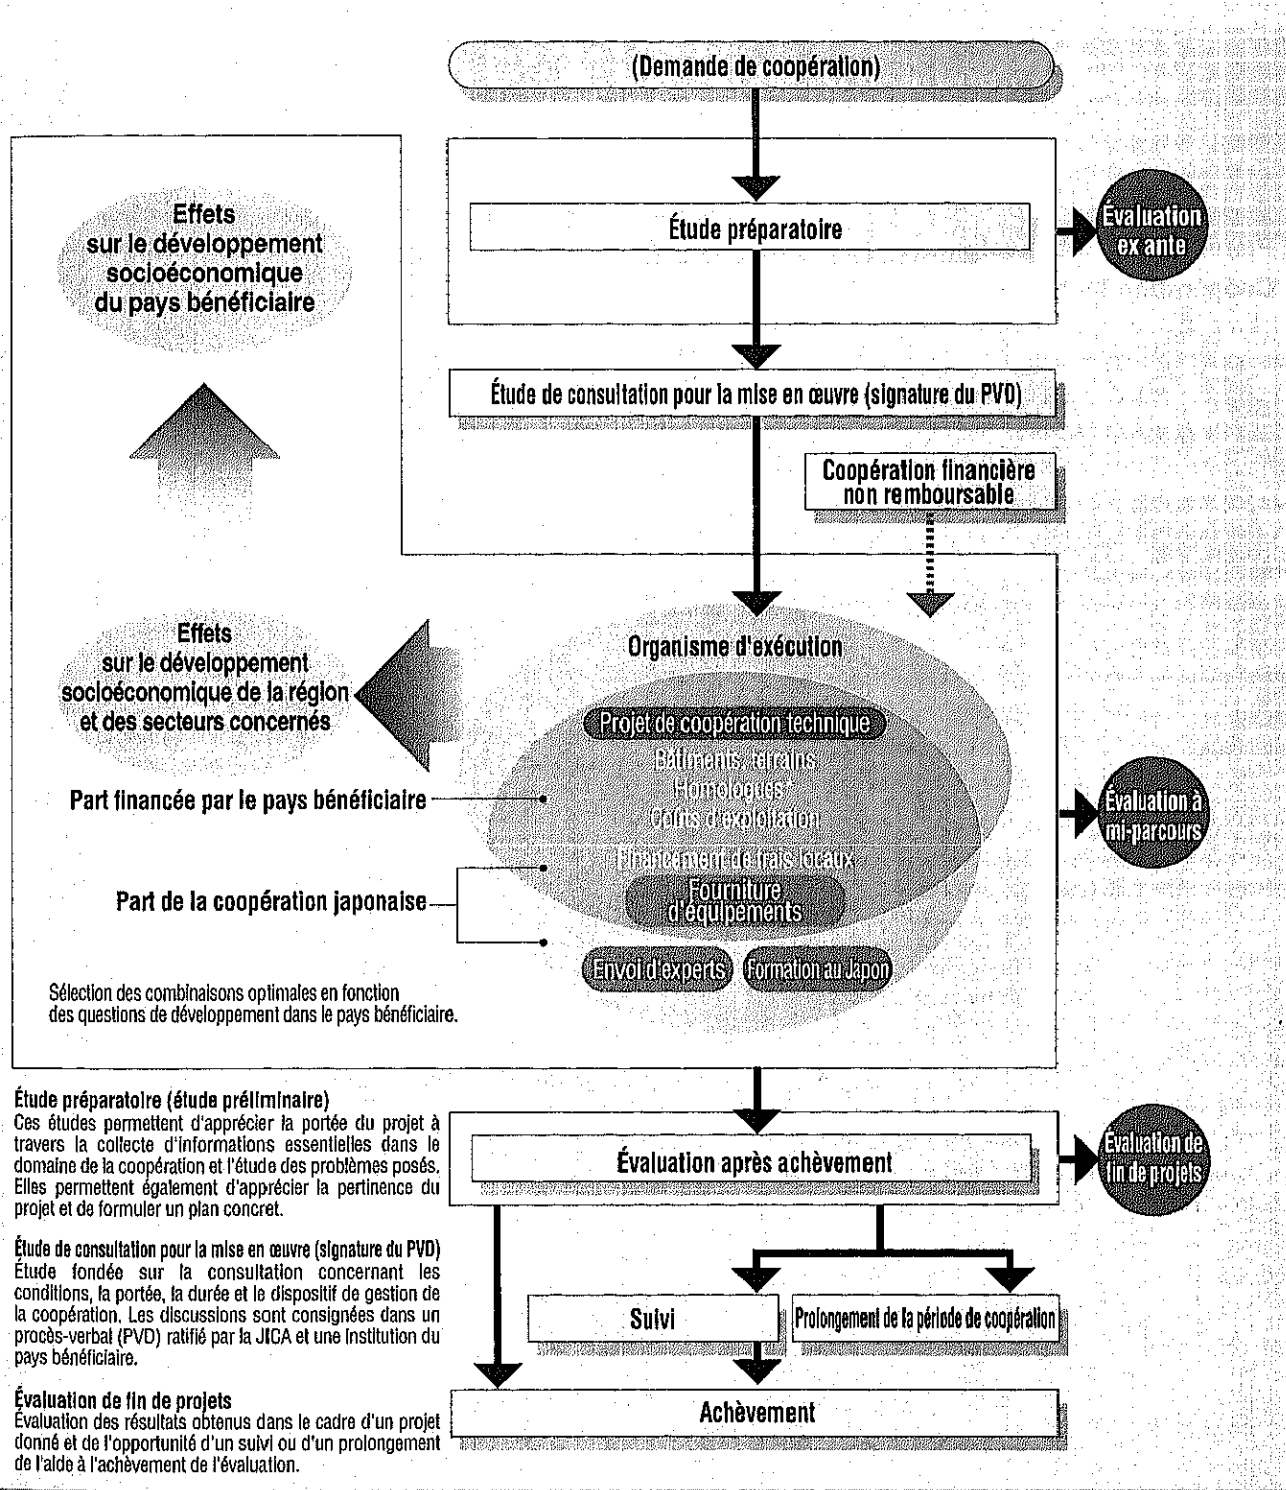 (Demande de coopération)
Étude préparatoire
Évaluation
ex ante
Effets
sur le développement
socioéconomique
du pays bénéficiaire
Étude de consultation pour la mise en œuvre (signature du PVD)
Coopération financière
non remboursable
Organisme d'exécution
Effets
sur le développement
socioéconomique de la région
et des secteurs concernés
Projet de coopération technique
Bâtiments, terrains
Homologues*
Coûts d'exploitation
Part financée par le pays bénéficiaire
Évaluation à
mi-parcours
Financement de frais locaux
Fourniture
d'équipements
Part de la coopération japonaise
Envoi d'experts
Formation au Japon
Sélection des combinaisons optimales en fonction
des questions de développement dans le pays bénéficiaire.
Étude préparatoire (étude préliminaire)
Ces études permettent d'apprécier la portée du projet à
travers la collecte d'informations essentielles dans le
domaine de la coopération et l'étude des problèmes posés.
Elles permettent également d'apprécier la pertinence du
projet et de formuler un plan concret.
Étude de consultation pour la mise en œuvre (signature du PVD)
Étude fondée sur la consultation concernant les
conditions, la portée, la durée et le dispositif de gestion de
la coopération. Les discussions sont consignées dans un
procès-verbal (PVD) ratifié par la JICA et une institution du
pays bénéficiaire.
Évaluation de fin de projets
Évaluation des résultats obtenus dans le cadre d'un projet
donné et de l'opportunité d'un suivi ou d'un prolongement
de l'aide à l'achèvement de l'évaluation.
Évaluation après achèvement
Évaluation de
fin de projets
Suivi
Prolongement de la période de coopération
Achèvement